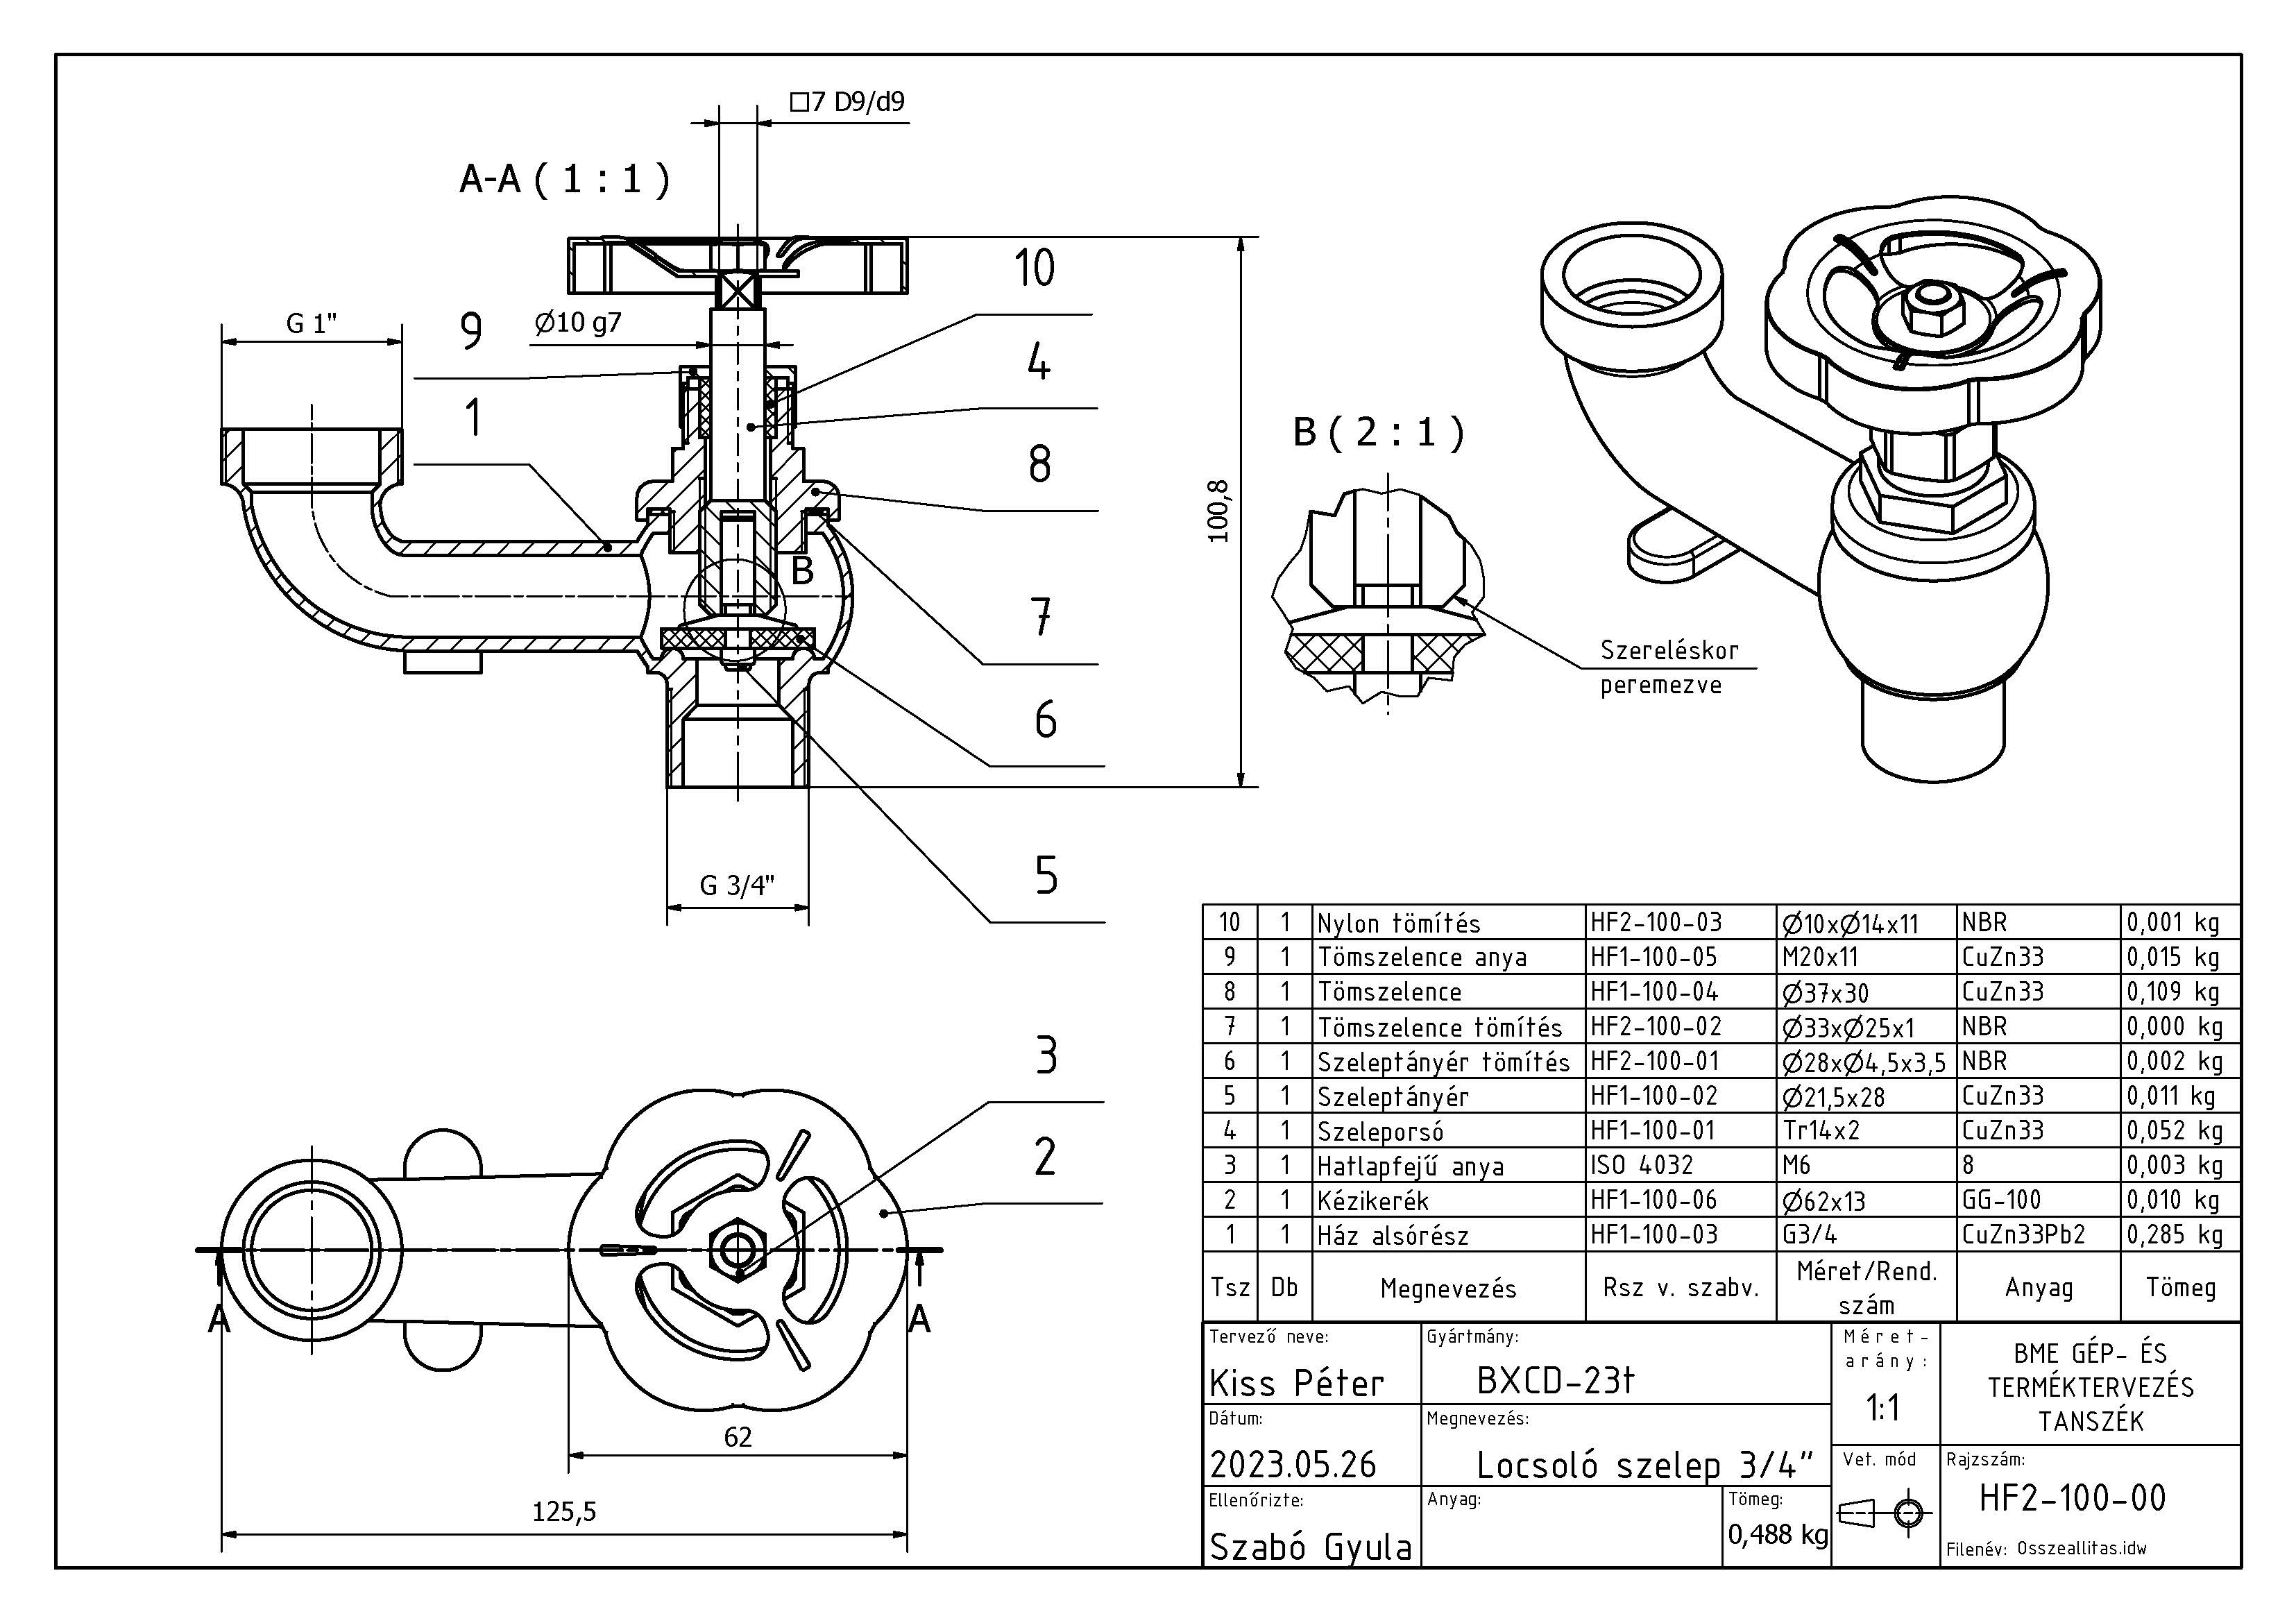 □7 D9/d9
A-A ( 1 : 1 )
10
G 1"
9
Ø10 g7
4
1
B ( 2 : 1 )
8
100,8
B
7
Szereléskor
peremezve
6
5
G 3/4"
3
2
A
A
62
125,5
10 1 Nylon tömítés HF2-100-03 Ø10xØ14x11 NBR 0,001 kg
9 1 Tömszelence anya HF1-100-05 M20x11 CuZn33 0,015 kg
8 1 Tömszelence HF1-100-04 Ø37x30 CuZn33 0,109 kg
7 1 Tömszelence tömítés HF2-100-02 Ø33xØ25x1 NBR 0,000 kg
6 1 Szeleptányér tömítés HF2-100-01 Ø28xØ4,5x3,5 NBR 0,002 kg
5 1 Szeleptányér HF1-100-02 Ø21,5x28 CuZn33 0,011 kg
4 1 Szeleporsó HF1-100-01 Tr14x2 CuZn33 0,052 kg
3 1 Hatlapfejű anya ISO 4032 M6 8 0,003 kg
2 1 Kézikerék HF1-100-06 Ø62x13 GG-100 0,010 kg
1 1 Ház alsórész HF1-100-03 G3/4 CuZn33Pb2 0,285 kg
Tsz Db Megnevezés Rsz v. szabv. Méret/Rend. szám Anyag Tömeg
Tervező neve:
Kiss Péter
Gyártmány:
BXCD-23t
Méret-
arány:
1:1
BME GÉP- ÉS
TERMÉKTERVEZÉS
TANSZÉK
Dátum:
2023.05.26
Megnevezés:
Locsoló szelep 3/4"
Vet. mód
Rajzszám:
HF2-100-00
Ellenőrizte:
Szabó Gyula
Anyag:
Tömeg:
0,488 kg
Filenév: Osszeallitas.idw